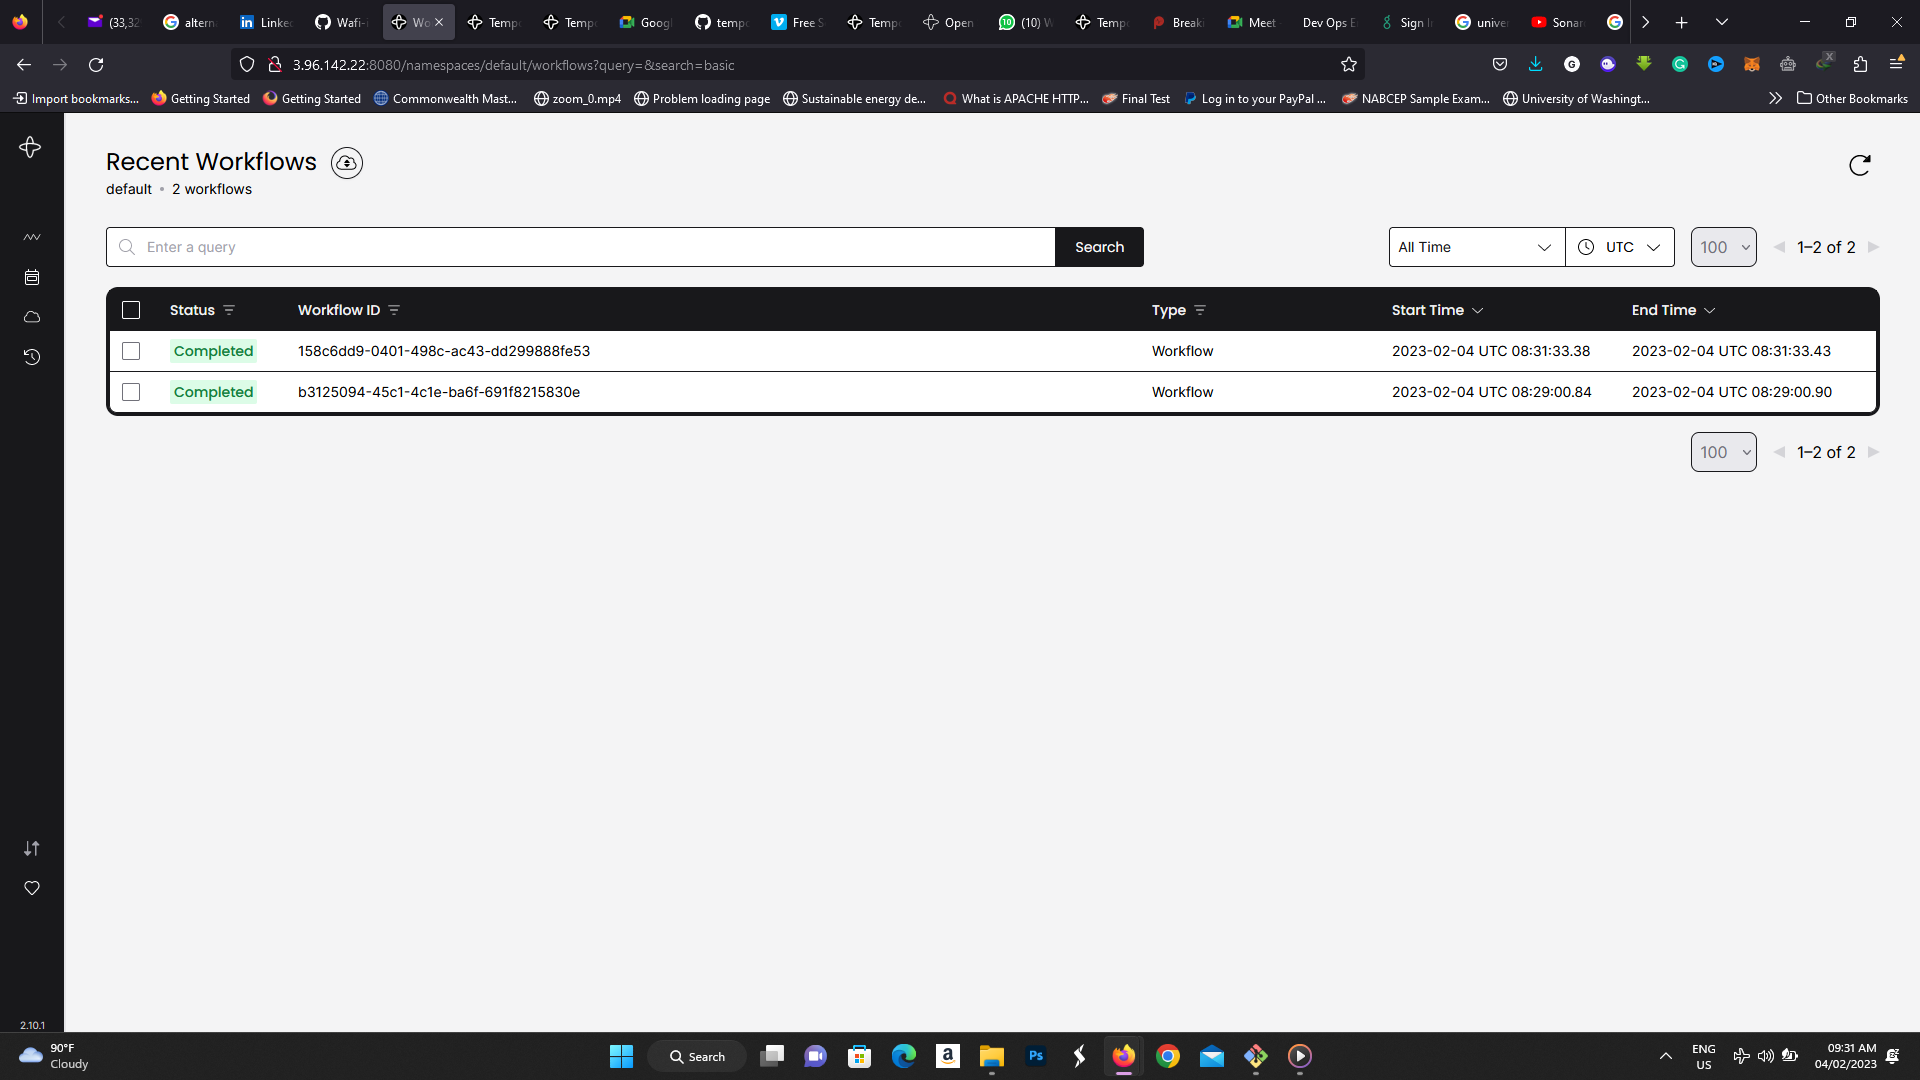 (33,32
altern
Linke
Wafi-i
Wo
Tempo
Tempo
Googl
temp
Free S
Tempo
Open
(10) W
Tempo
Breaki
Meet
Dev Ops E
Sign I
unive
Sonar
3.96.142.22:8080/namespaces/default/workflows?query=&search=basic
Import bookmarks...
Getting Started
Getting Started
Commonwealth Mast...
zoom_0.mp4
Problem loading page
Sustainable energy de...
What is APACHE HTTP...
Final Test
Log in to your PayPal ...
NABCEP Sample Exam...
University of Washingt...
Other Bookmarks
Recent Workflows
default • 2 workflows
Enter a query
Search
All Time
UTC
100
1–2 of 2
Status
Workflow ID
Type
Start Time
End Time
Completed 158c6dd9-0401-498c-ac43-dd299888fe53 Workflow 2023-02-04 UTC 08:31:33.38 2023-02-04 UTC 08:31:33.43
Completed b3125094-45c1-4c1e-ba6f-691f8215830e Workflow 2023-02-04 UTC 08:29:00.84 2023-02-04 UTC 08:29:00.90
100
1–2 of 2
2.10.1
90°F
Cloudy
Search
Ps
ENG
US
09:31 AM
04/02/2023